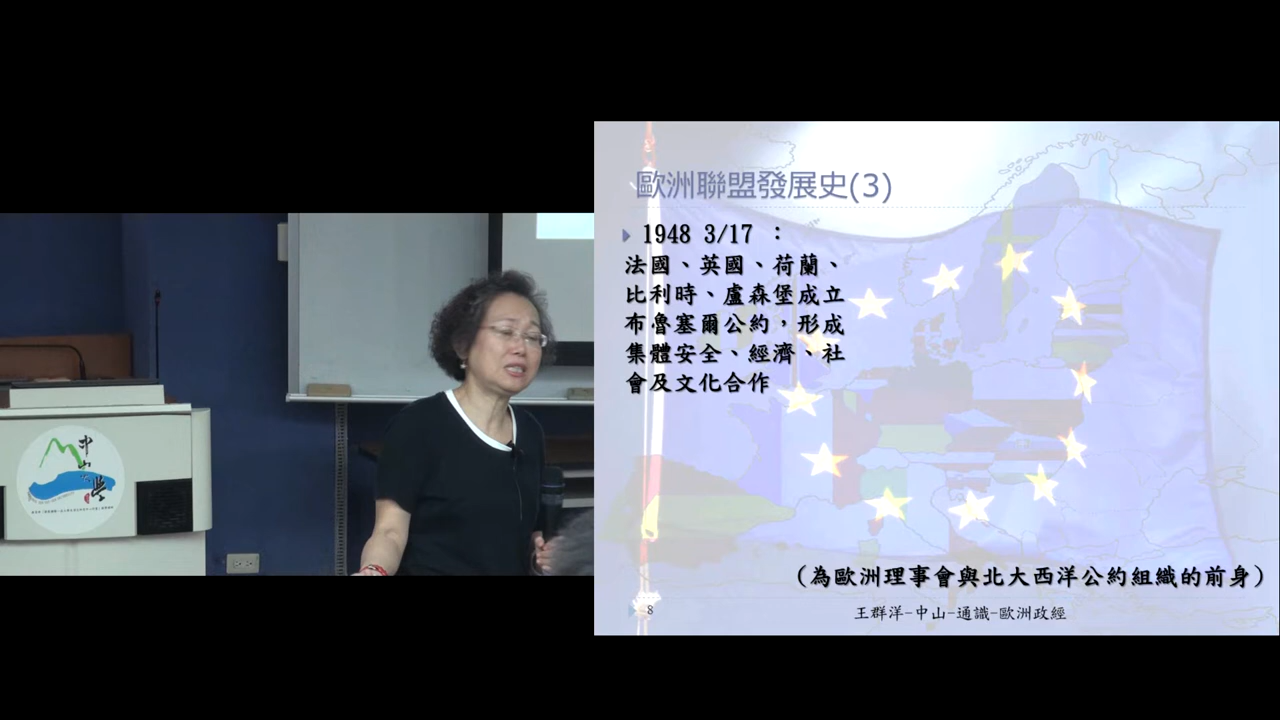 歐洲聯盟發展史(3)
1948 3/17 :
法國、英國、荷蘭、
比利時、盧森堡成立
布魯塞爾公約，形成
集體安全、經濟、社
會及文化合作
(為歐洲理事會與北大西洋公約組織的前身)
8
王群洋-中山-通識-歐洲政經
中山學